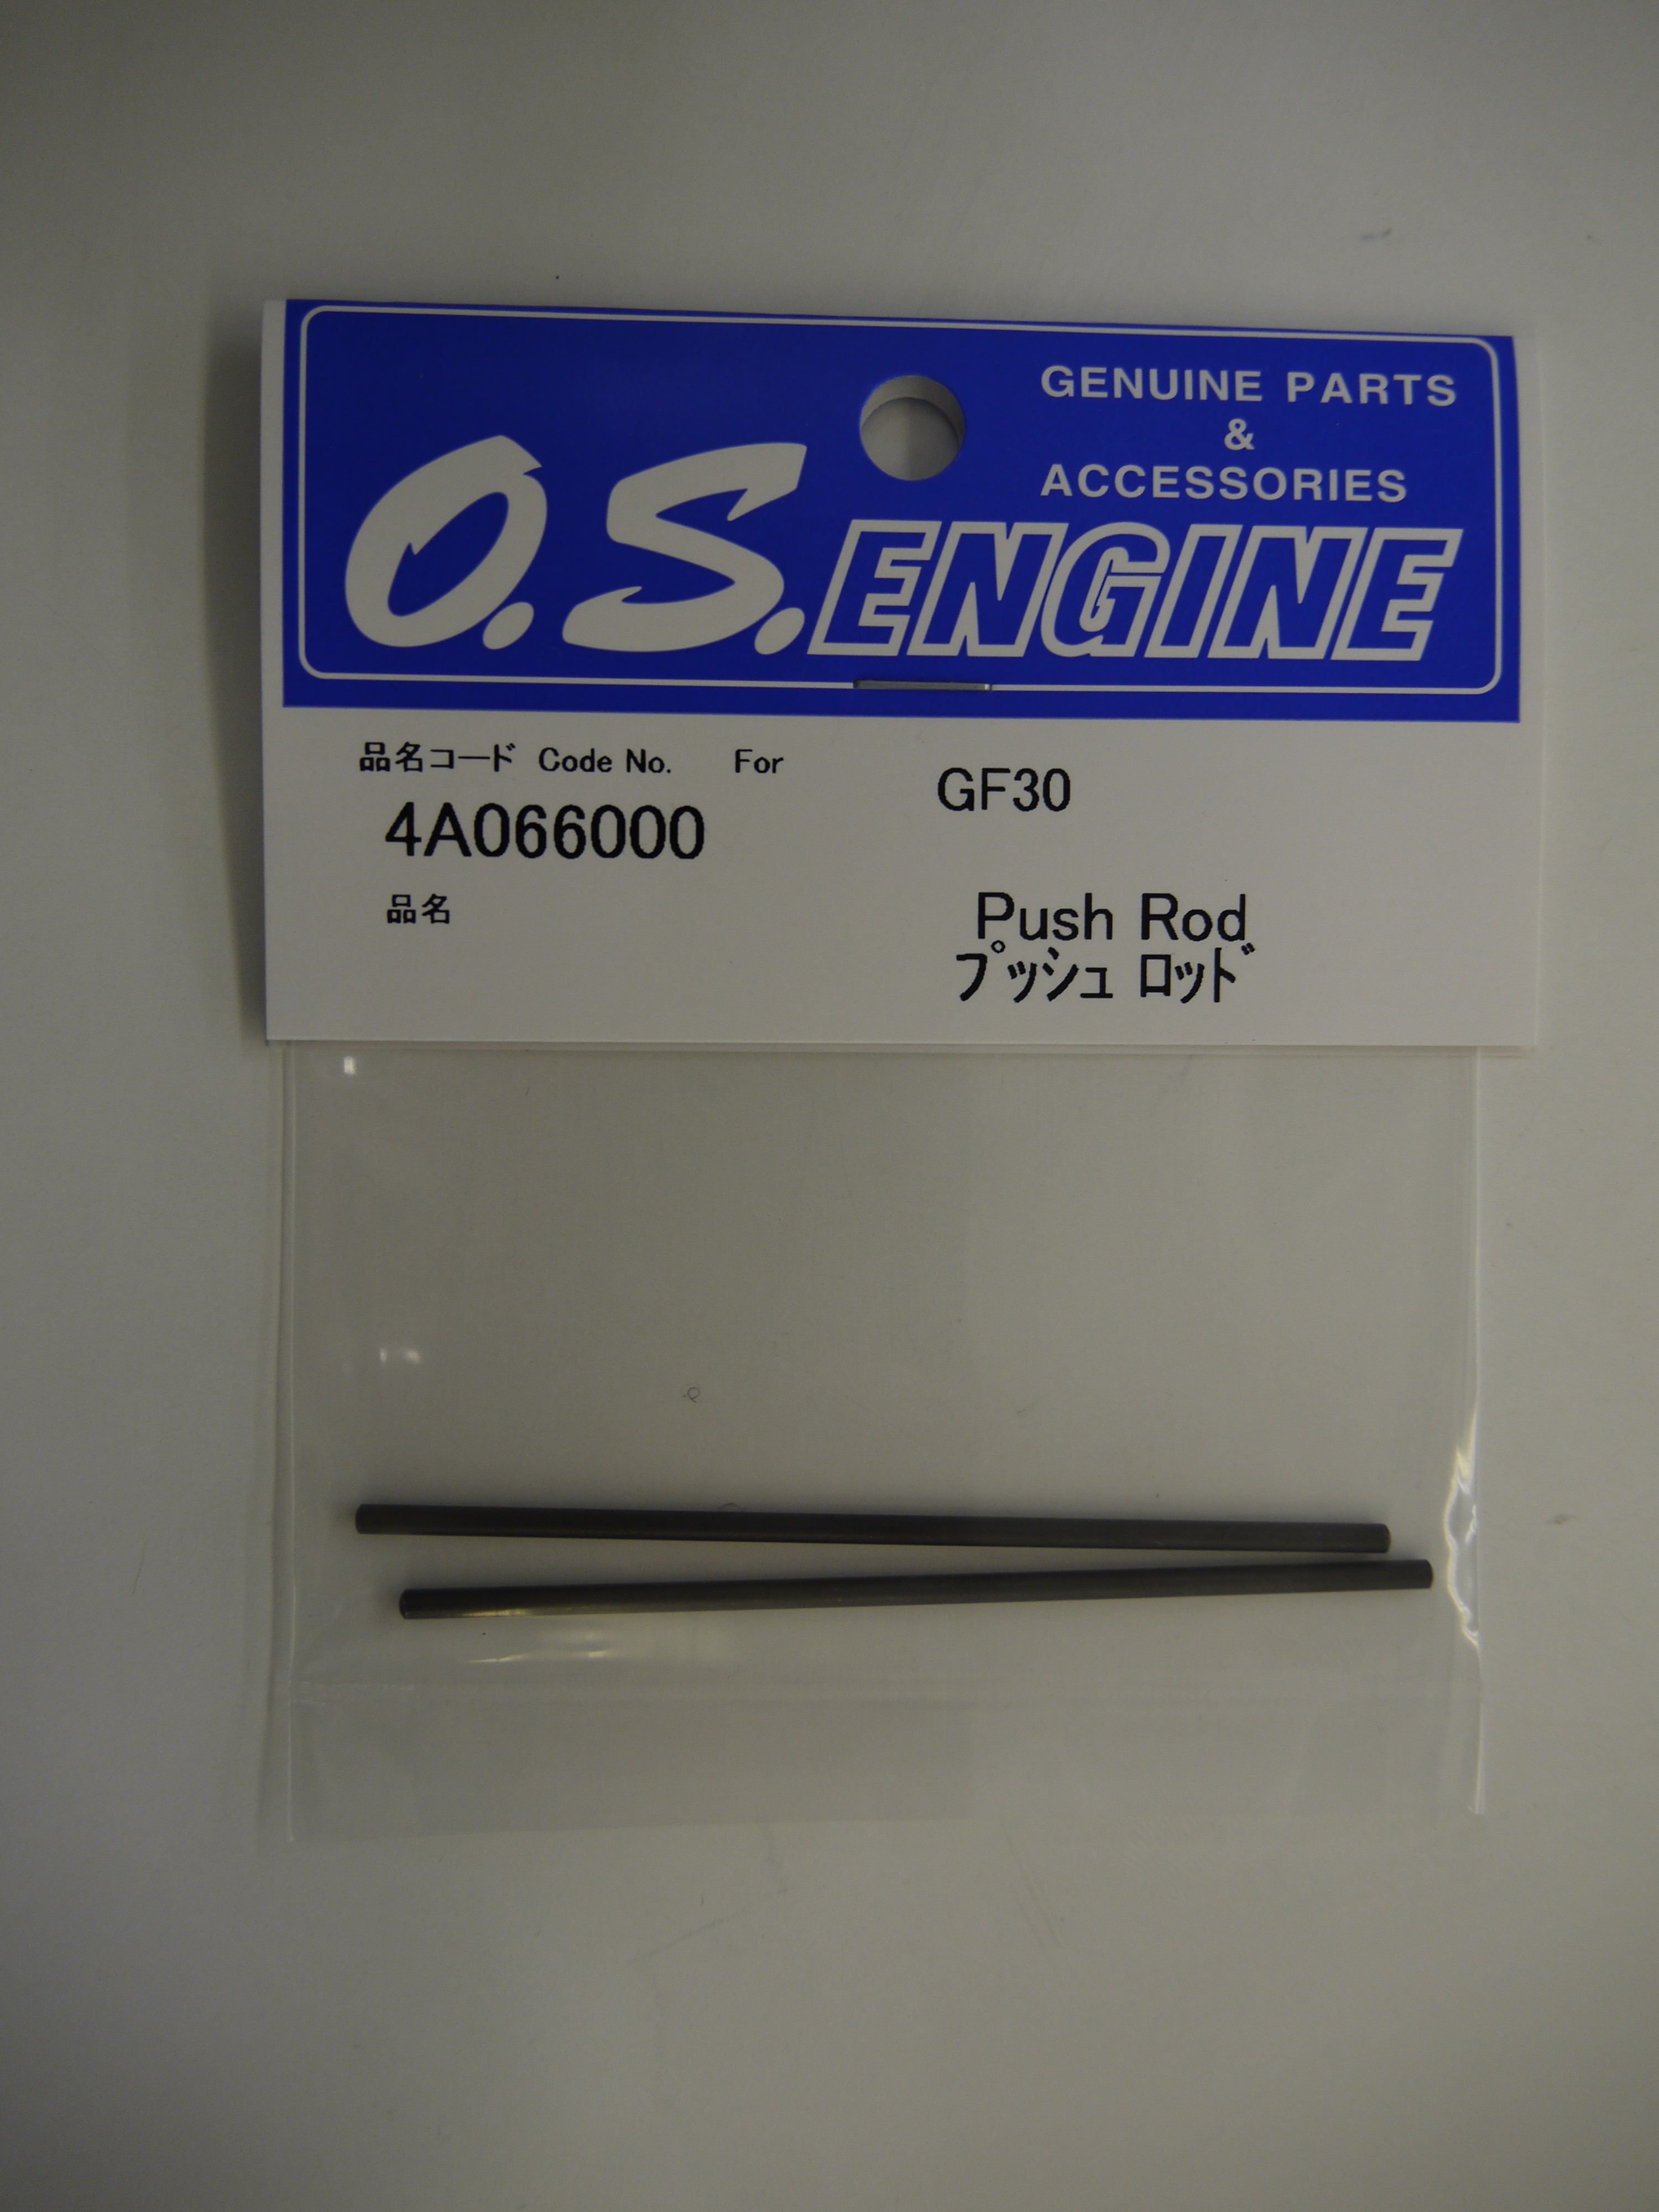 GENUINE PARTS
&
ACCESSORIES
O.S.ENGINE
品名コード Code No. For
GF30
4A066000
品名
Push Rod
プッシュ ロッド